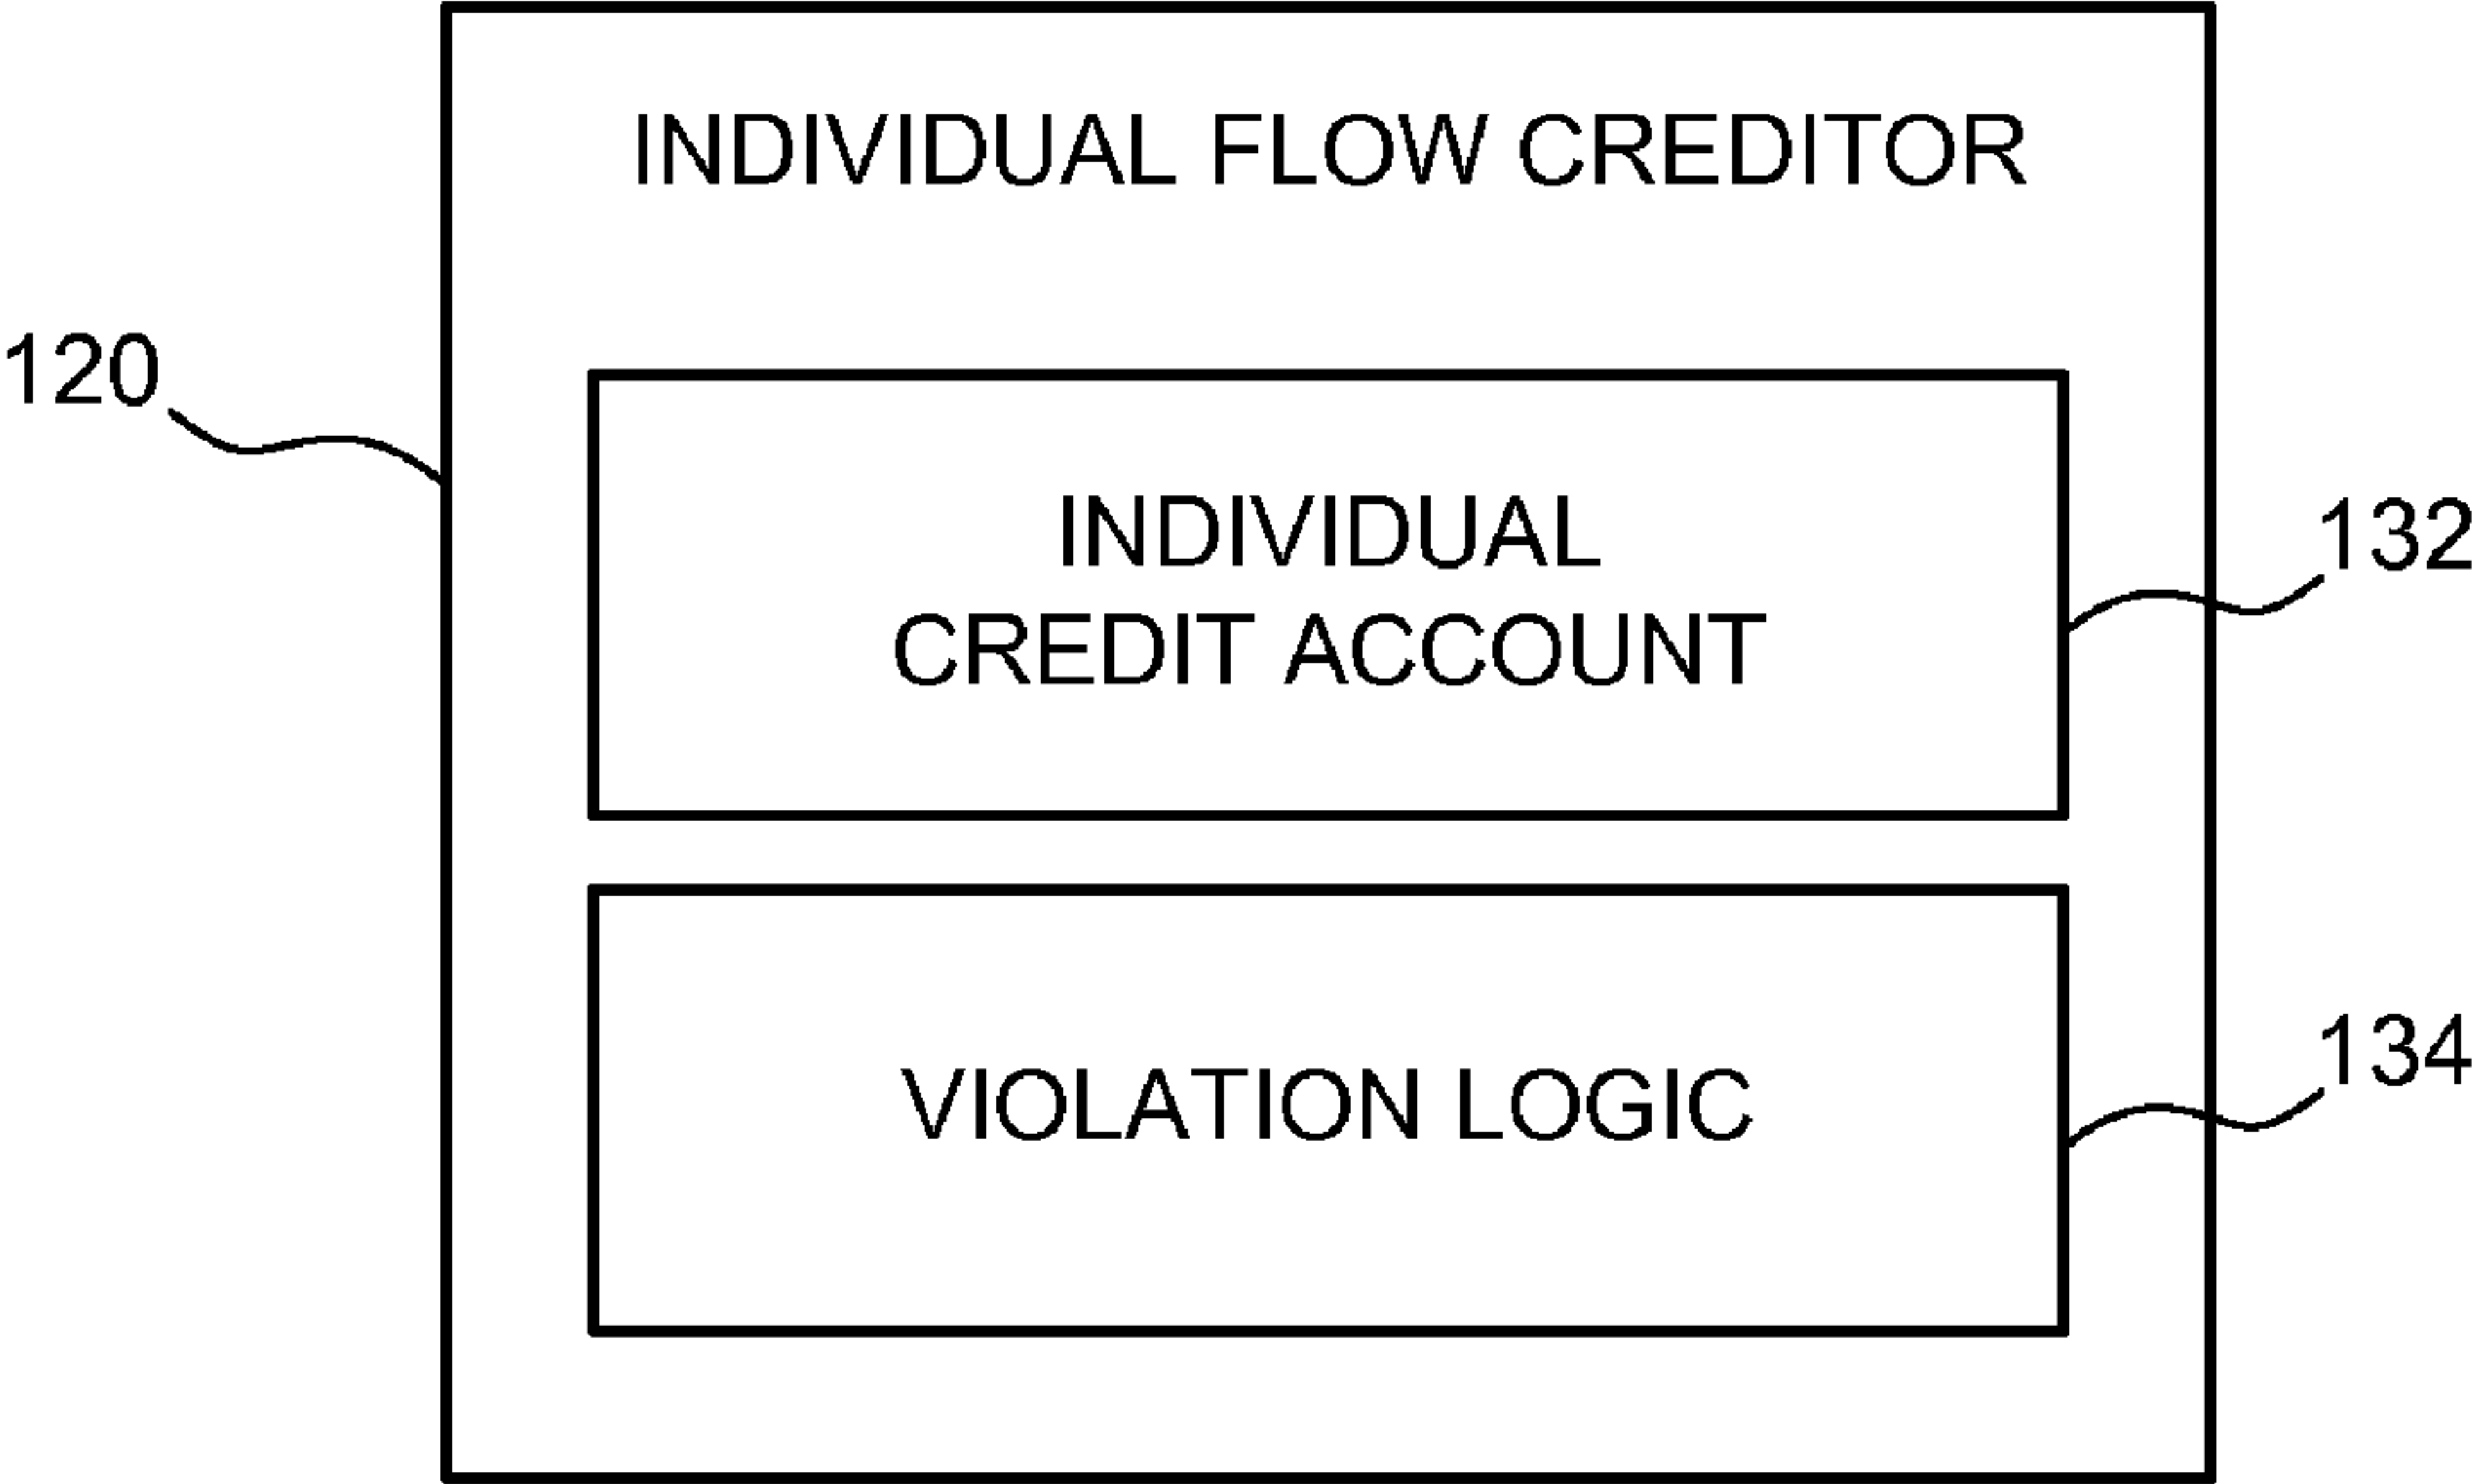 INDIVIDUAL FLOW CREDITOR
120
INDIVIDUAL
CREDIT ACCOUNT
132
VIOLATION LOGIC
134